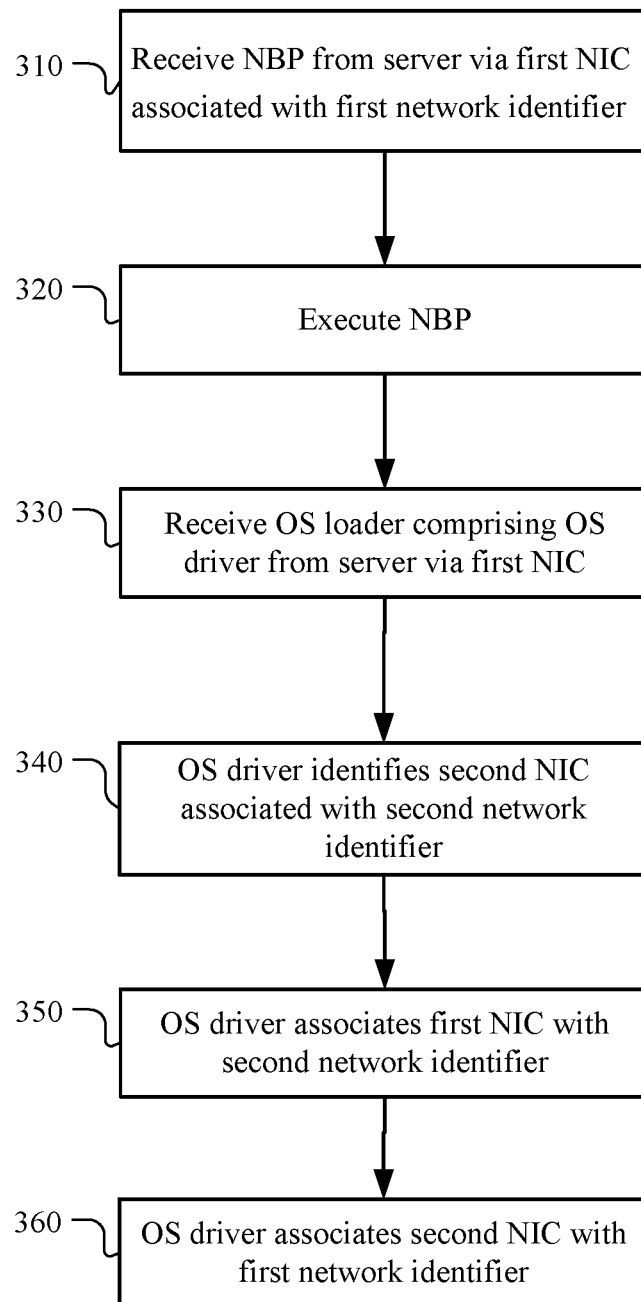 310
Receive NBP from server via first NIC
associated with first network identifier
320
Execute NBP
330
Receive OS loader comprising OS
driver from server via first NIC
340
OS driver identifies second NIC
associated with second network
identifier
350
OS driver associates first NIC with
second network identifier
360
OS driver associates second NIC with
first network identifier